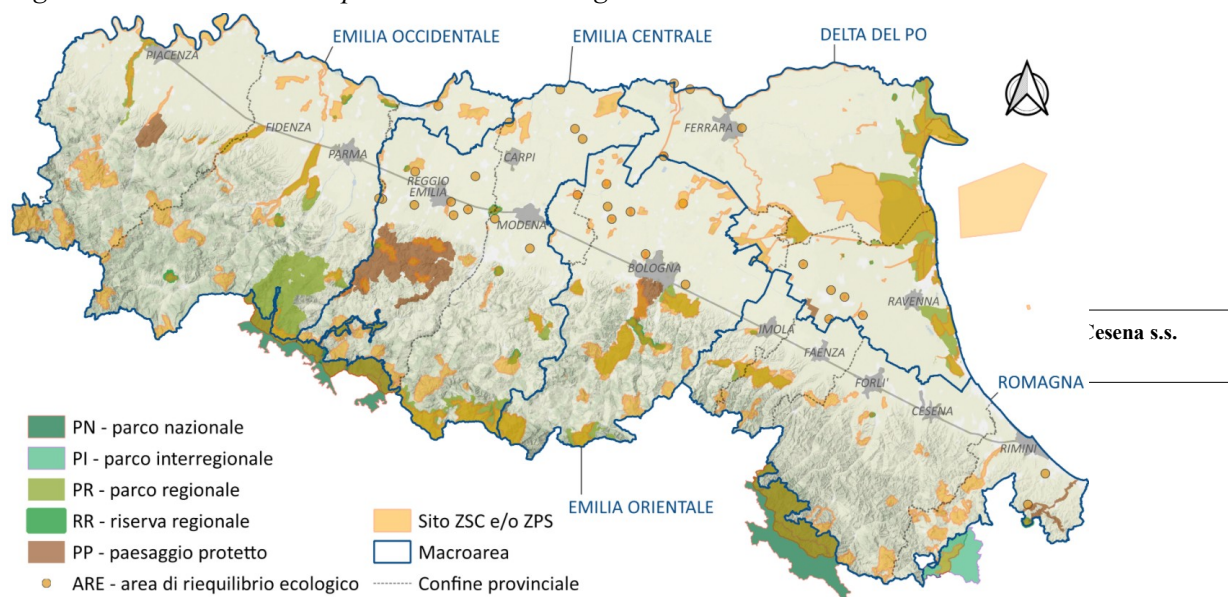 EMILIA OCCIDENTALE
EMILIA CENTRALE
DELTA DEL PO
PIACENZA
FIDENZA
PARMA
REGGIO
EMILIA
CARPI
MODENA
FERRARA
BOLOGNA
IMOLA
FAENZA
FORLI'
CESENA
RAVENNA
RIMINI
Cesena s.s.
ROMAGNA
EMILIA ORIENTALE
PN - parco nazionale
PI - parco interregionale
PR - parco regionale
RR - riserva regionale
PP - paesaggio protetto
ARE - area di riequilibrio ecologico
Sito ZSC e/o ZPS
Macroarea
Confine provinciale